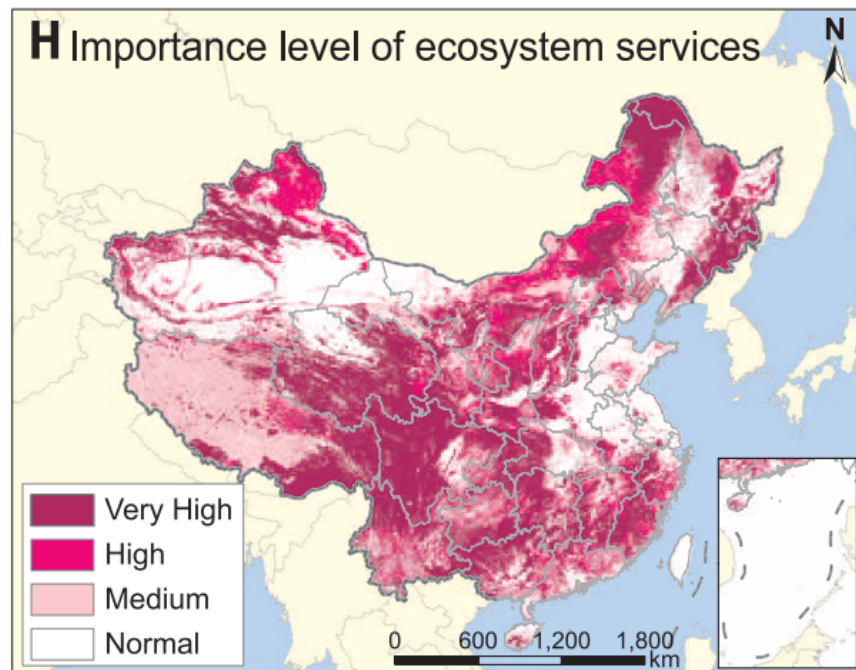 H Importance level of ecosystem services
N
Very High
High
Medium
Normal
0 600 1,200 1,800
km